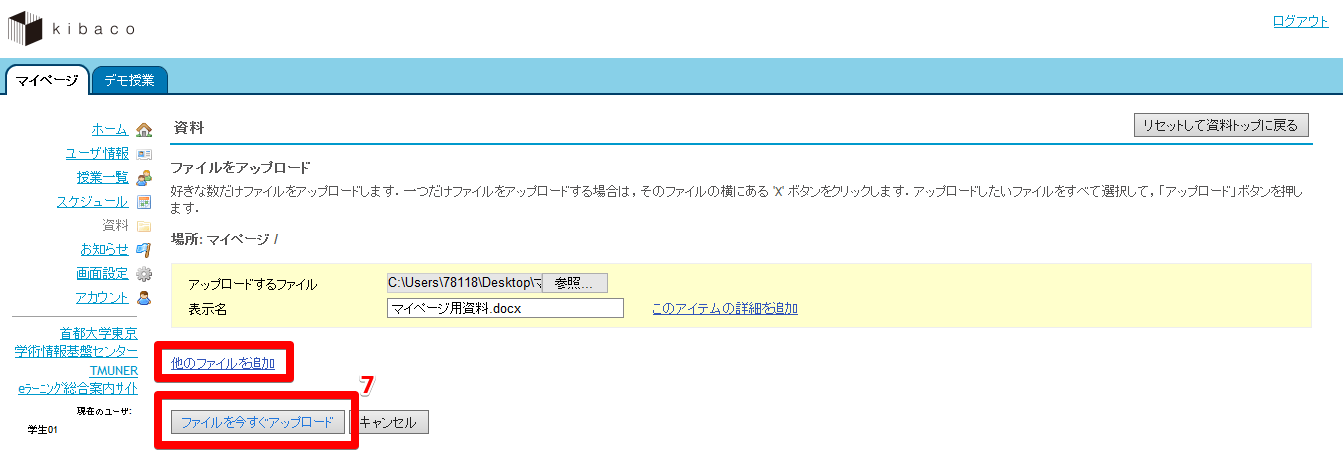 kibaco
ログアウト
マイページ
デモ授業
ホーム
ユーザ情報
授業一覧
スケジュール
資料
お知らせ
画面設定
アカウント
首都大学東京
学術情報基盤センター
TMUNER
eラーニング総合案内サイト
現在のユーザ:
学生01
資料
リセットして資料トップに戻る
ファイルをアップロード
好きな数だけファイルをアップロードします．一つだけファイルをアップロードする場合は，そのファイルの横にある 'X' ボタンをクリックします．アップロードしたいファイルをすべて選択して，「アップロード」ボタンを押し
ます．
場所: マイページ /
アップロードするファイル
C:\Users\78118\Desktop\マ
参照...
表示名
マイページ用資料.docx
このアイテムの詳細を追加
他のファイルを追加
7
ファイルを今すぐアップロード
キャンセル